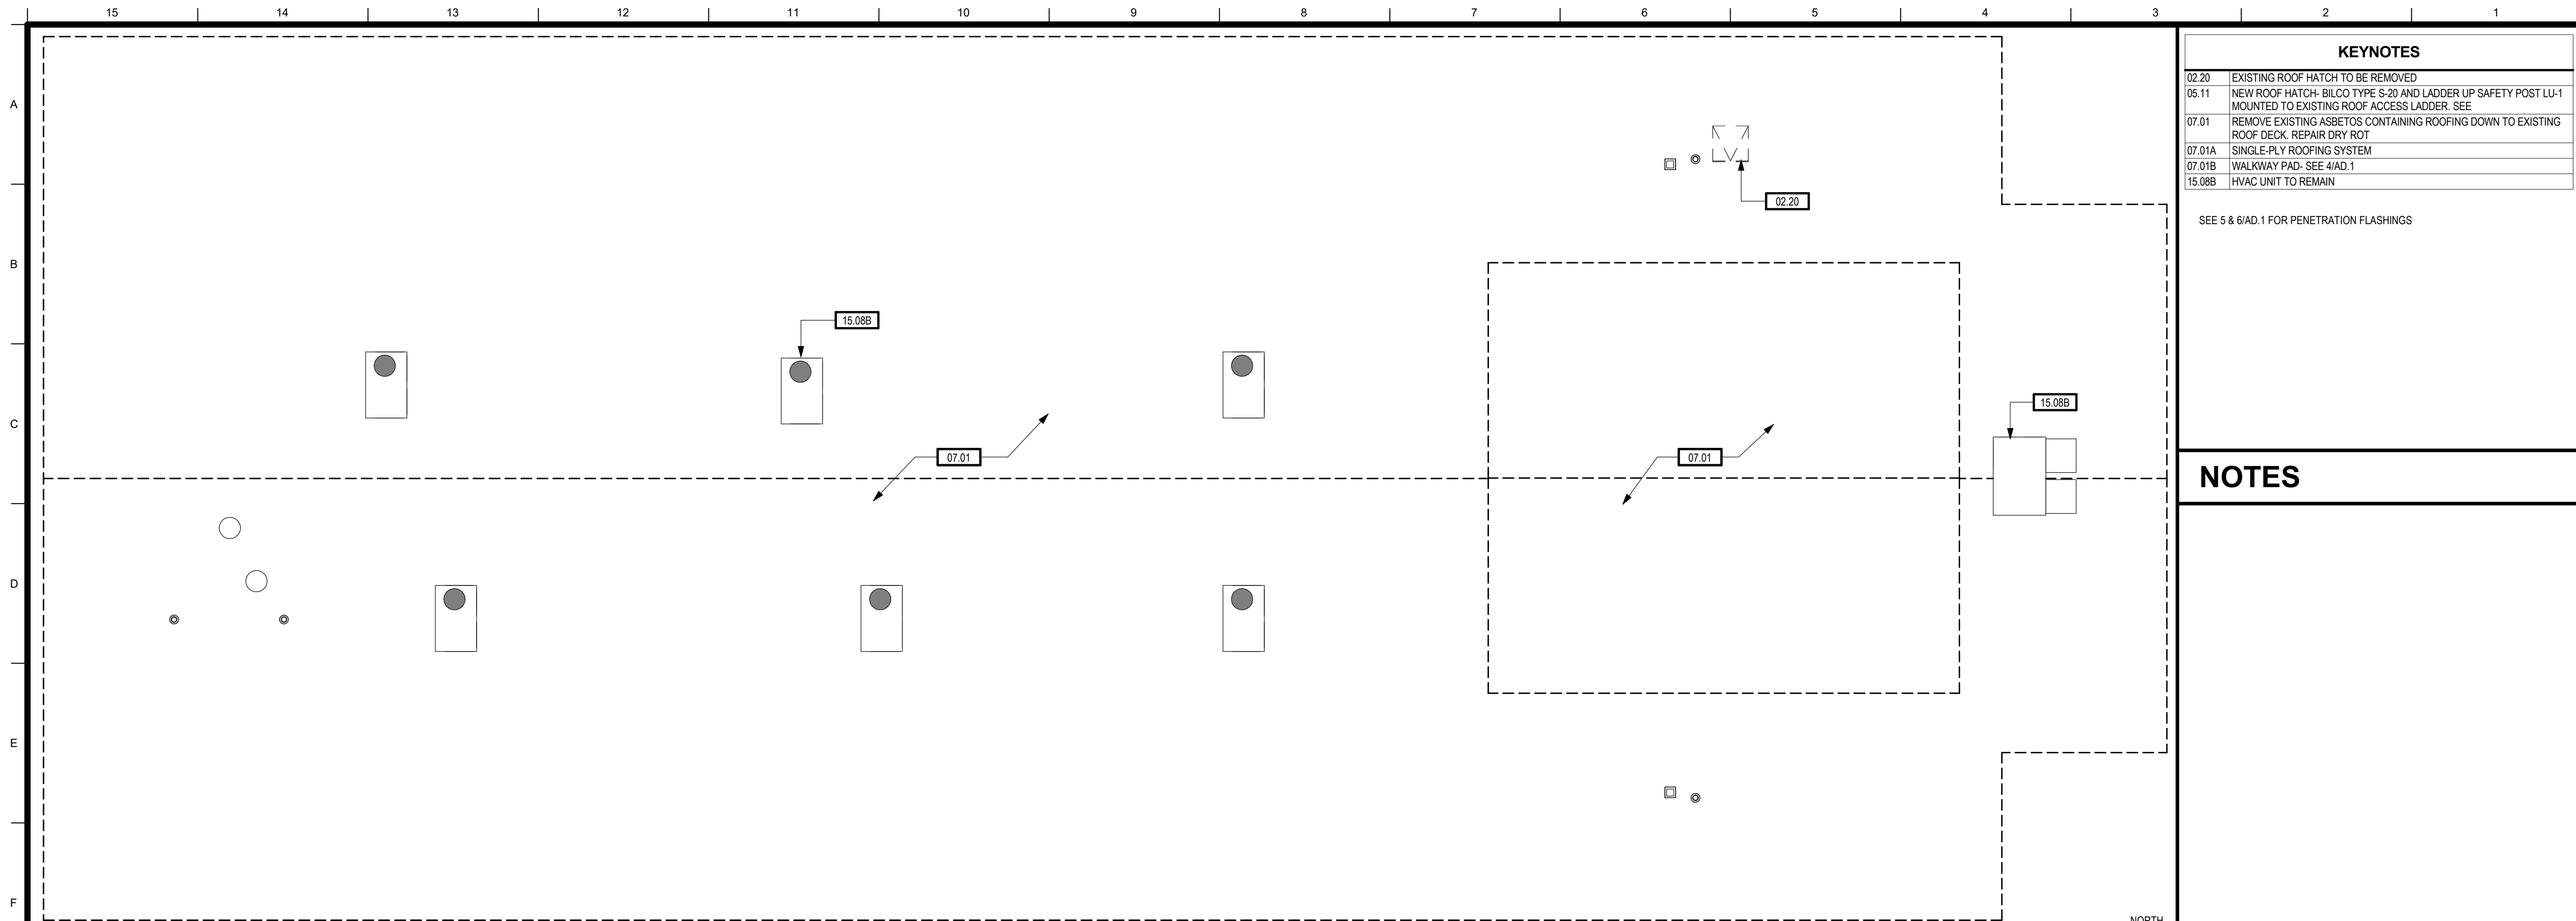 15 14 13 12 11 10 9 8 7 6 5 4 3 2 1
A
B
C
D
E
F
02.20
15.08B
15.08B
07.01
07.01
NORTH
KEYNOTES
02.20 EXISTING ROOF HATCH TO BE REMOVED
05.11 NEW ROOF HATCH- BILCO TYPE S-20 AND LADDER UP SAFETY POST LU-1
MOUNTED TO EXISTING ROOF ACCESS LADDER. SEE
07.01 REMOVE EXISTING ASBETOS CONTAINING ROOFING DOWN TO EXISTING
ROOF DECK. REPAIR DRY ROT
07.01A SINGLE-PLY ROOFING SYSTEM
07.01B WALKWAY PAD- SEE 4/AD.1
15.08B HVAC UNIT TO REMAIN
SEE 5 & 6/AD.1 FOR PENETRATION FLASHINGS
NOTES